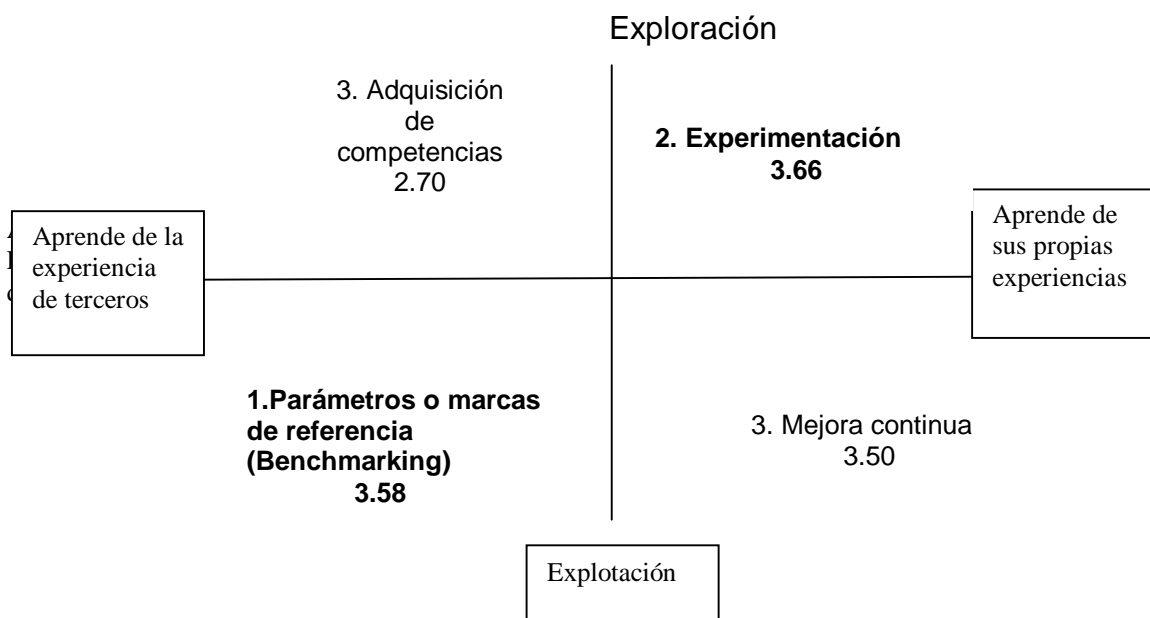 Exploración
3. Adquisición
de
competencias
2.70
2. Experimentación
3.66
Aprende de la
experiencia
de terceros
Aprende de
sus propias
experiencias
1.Parámetros o marcas
de referencia
(Benchmarking)
3.58
3. Mejora continua
3.50
Explotación